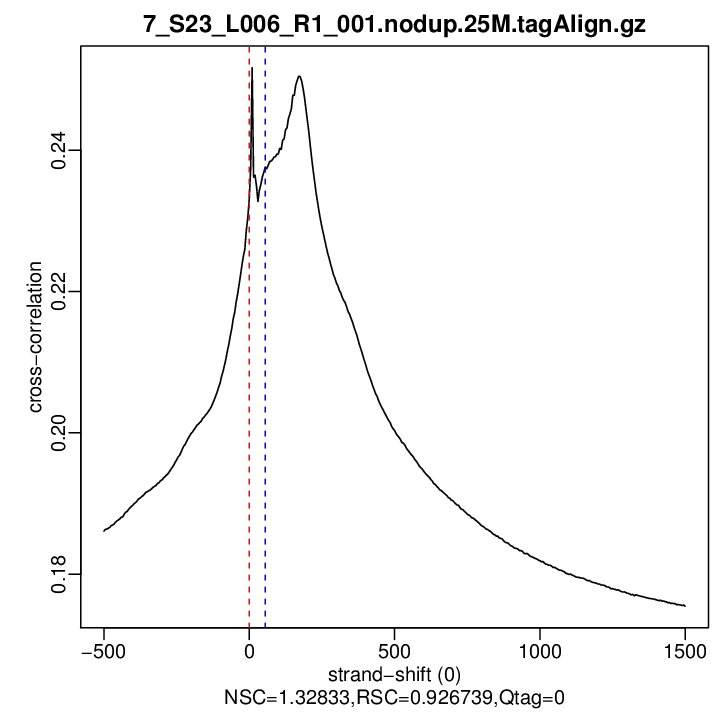 7_S23_L006_R1_001.nodup.25M.tagAlign.gz
cross−correlation
0.24
0.22
0.20
0.18
−500 0 500 1000 1500
strand−shift (0)
NSC=1.32833,RSC=0.926739,Qtag=0